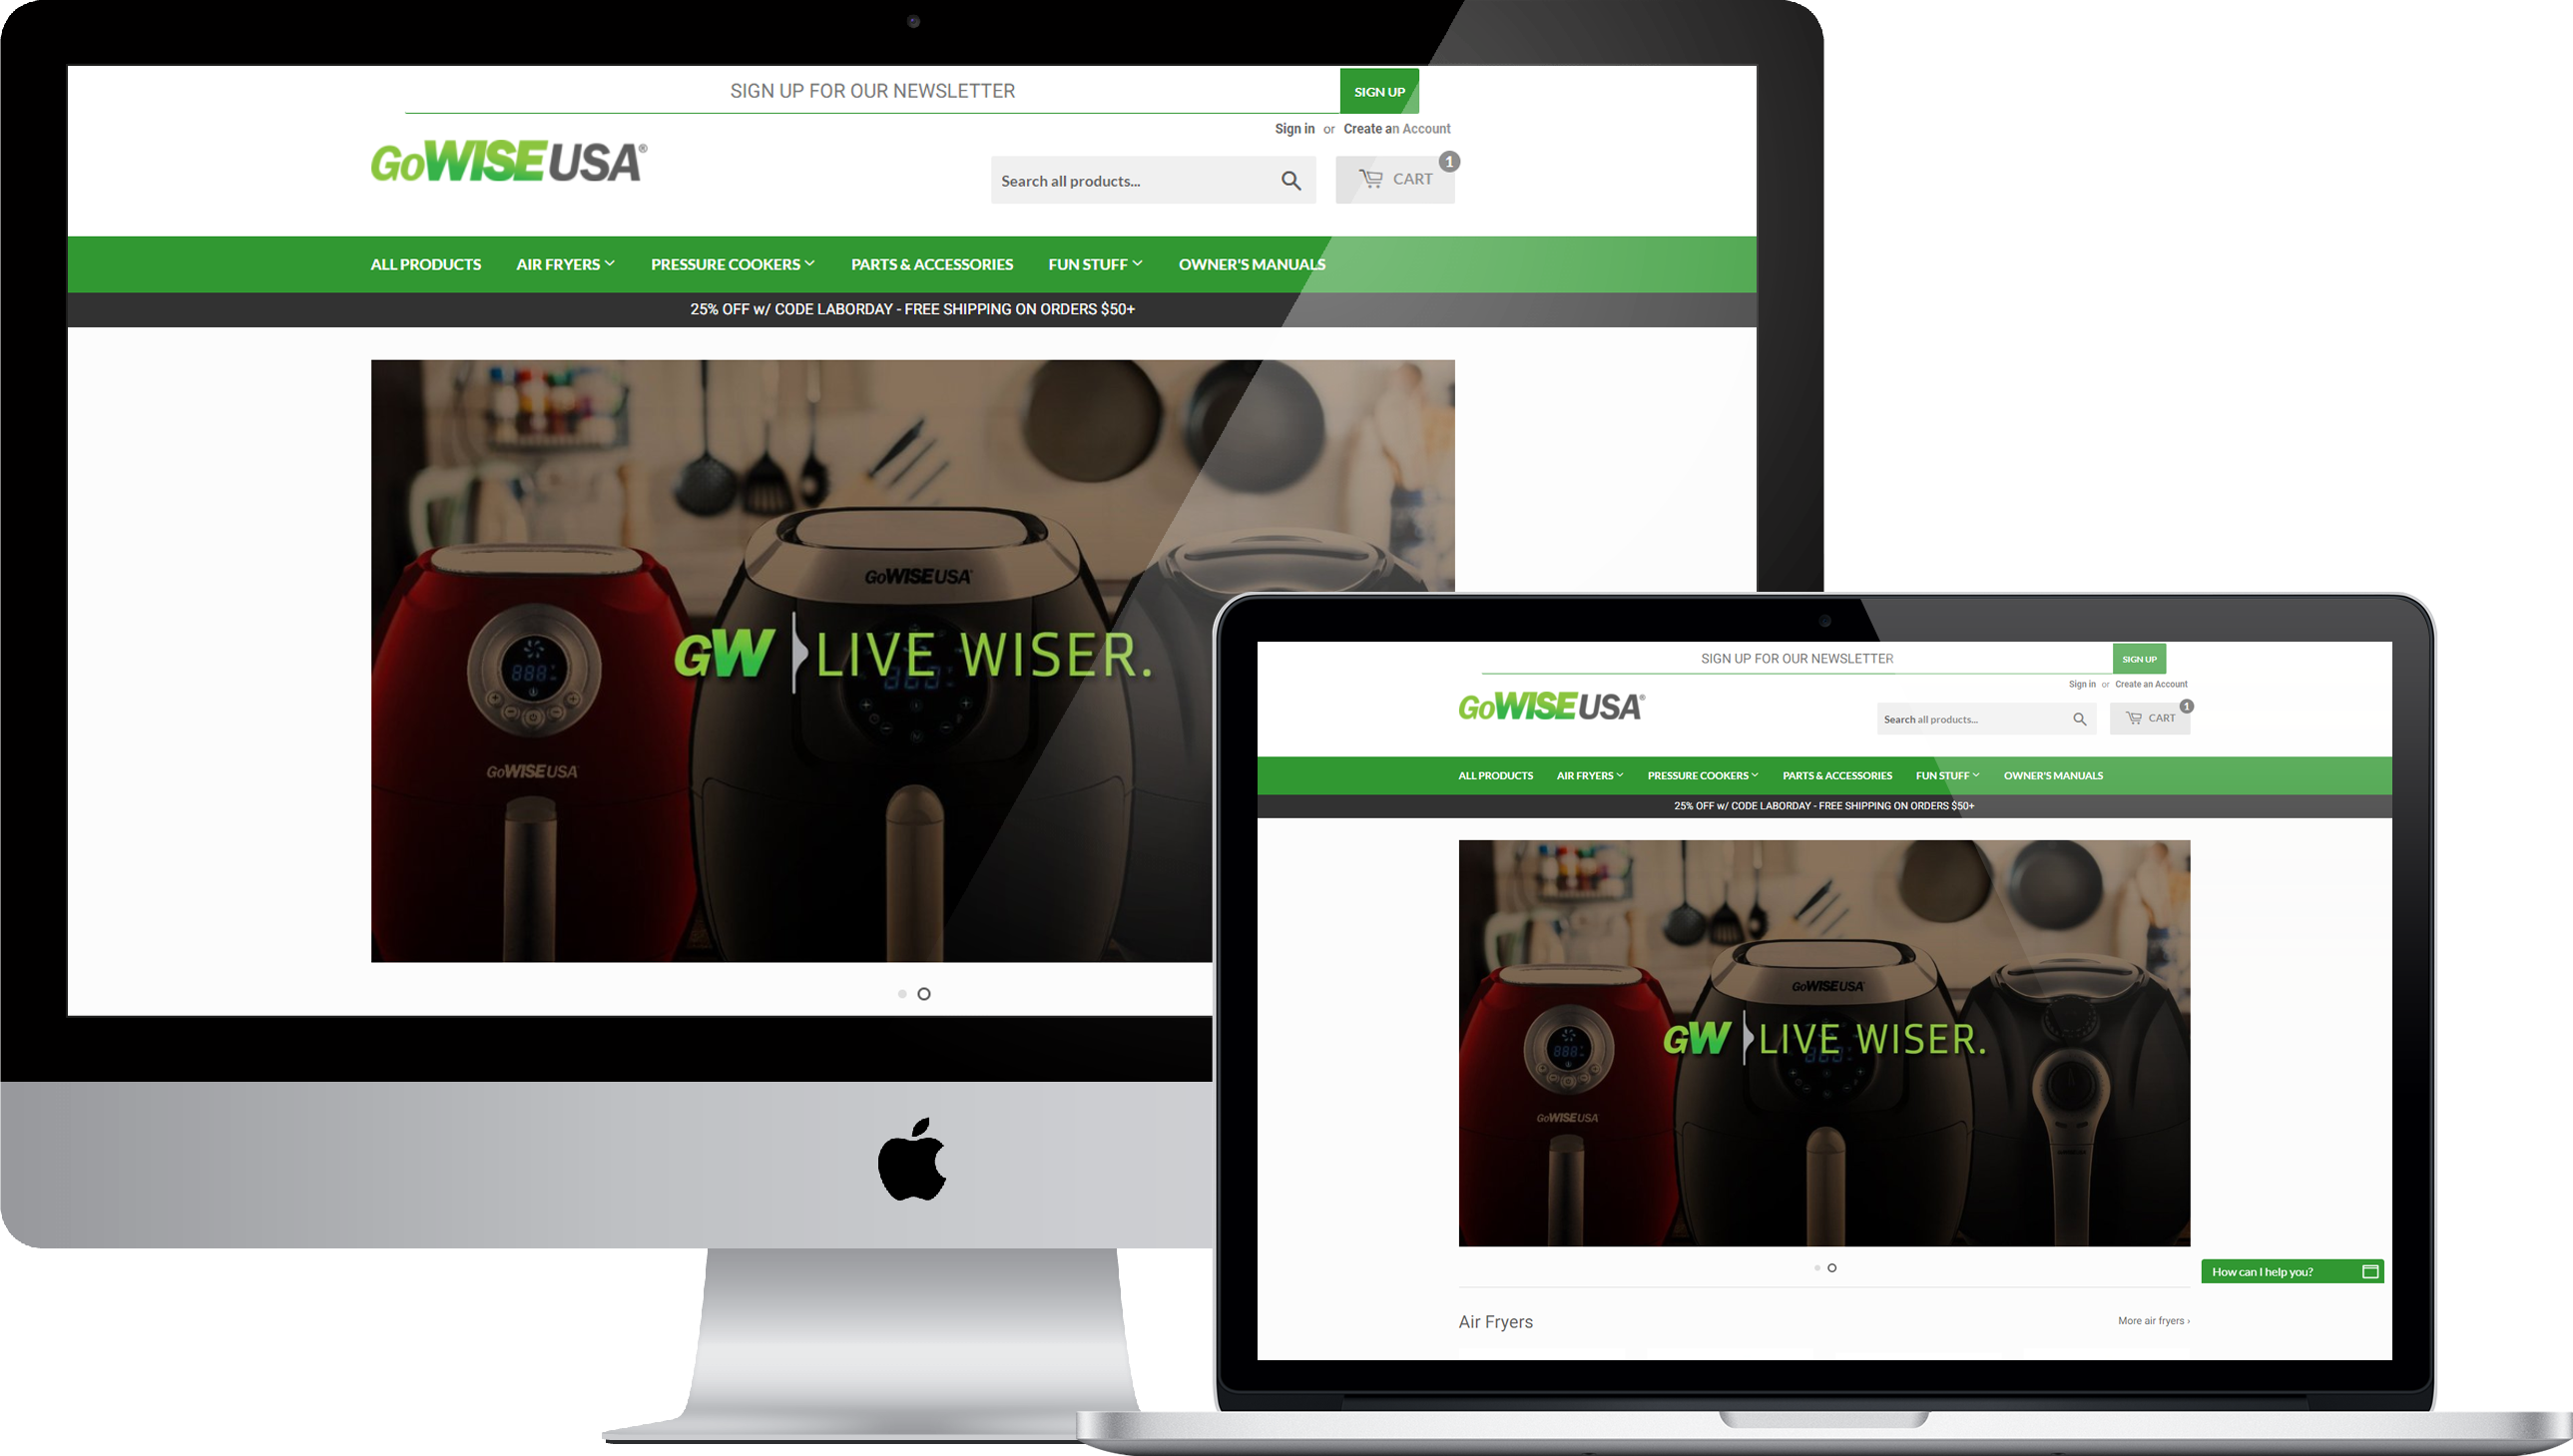 SIGN UP FOR OUR NEWSLETTER
SIGN UP
Sign in or Create an Account
GoWISEUSA®
Search all products...
CART
1
ALL PRODUCTS AIR FRYERS PRESSURE COOKERS PARTS & ACCESSORIES FUN STUFF OWNER'S MANUALS
25% OFF w/ CODE LABORDAY - FREE SHIPPING ON ORDERS $50+
GoWISEUSA
GW LIVE WISER.
888
GoWISEUSA
SIGN UP FOR OUR NEWSLETTER
SIGN UP
Sign in or Create an Account
GoWISEUSA®
Search all products...
CART
1
ALL PRODUCTS AIR FRYERS PRESSURE COOKERS PARTS & ACCESSORIES FUN STUFF OWNER'S MANUALS
25% OFF w/ CODE LABORDAY - FREE SHIPPING ON ORDERS $50+
GoWISEUSA
GW LIVE WISER.
888
GoWISEUSA
How can I help you?
Air Fryers
More air fryers ›